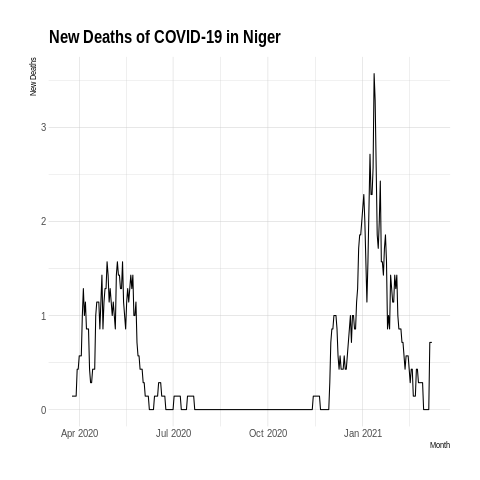 New Deaths of COVID-19 in Niger
New Deaths
3
2
1
0
Apr 2020
Jul 2020
Oct 2020
Jan 2021
Month